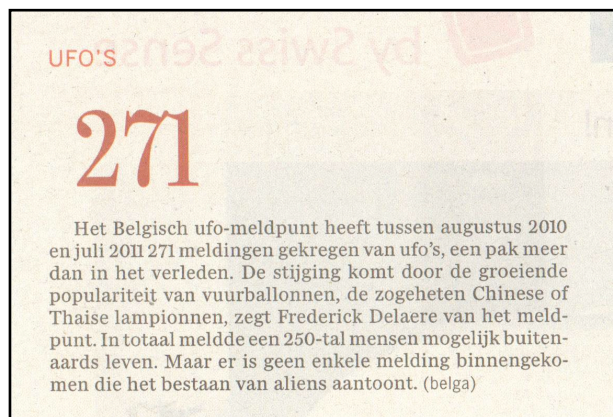 UFO'S
271
Het Belgisch ufo-meldpunt heeft tussen augustus 2010
en juli 2011 271 meldingen gekregen van ufo's, een pak meer
dan in het verleden. De stijging komt door de groeiende
populariteit van vuurballonnen, de zogeheten Chinese of
Thaise lampionnen, zegt Frederick Delaere van het meld-
punt. In totaal meldde een 250-tal mensen mogelijk buiten-
aards leven. Maar er is geen enkele melding binnengeko-
men die het bestaan van aliens aantoont. (belga)